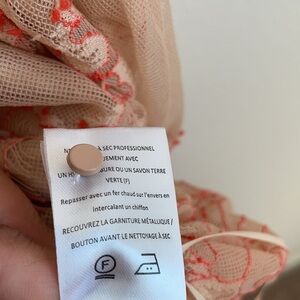 À SEC PROFESSIONNEL
AVEC
OU UN SAVON TERRE
VERTE (F)
Repasser avec un fer chaud sur l'envers en
intercalant un chiffon
RECOUVREZ LA GARNITURE MÉTALLIQUE /
BOUTON AVANT LE NETTOYAGE À SEC
F